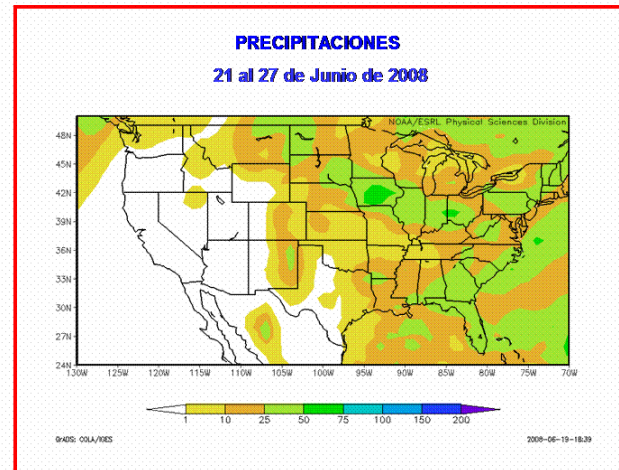 PRECIPITACIONES
21 al 27 de Junio de 2008
NOAA/ESRL Physical Sciences Division
48N
45N
42N
39N
36N
33N
30N
27N
24N
130W 125W 120W 115W 110W 105W 100W 95W 90W 85W 80W 75W 70W
1 10 25 50 75 100 150 200
GrADS: COLA/IGES
2008-06-19-18:39